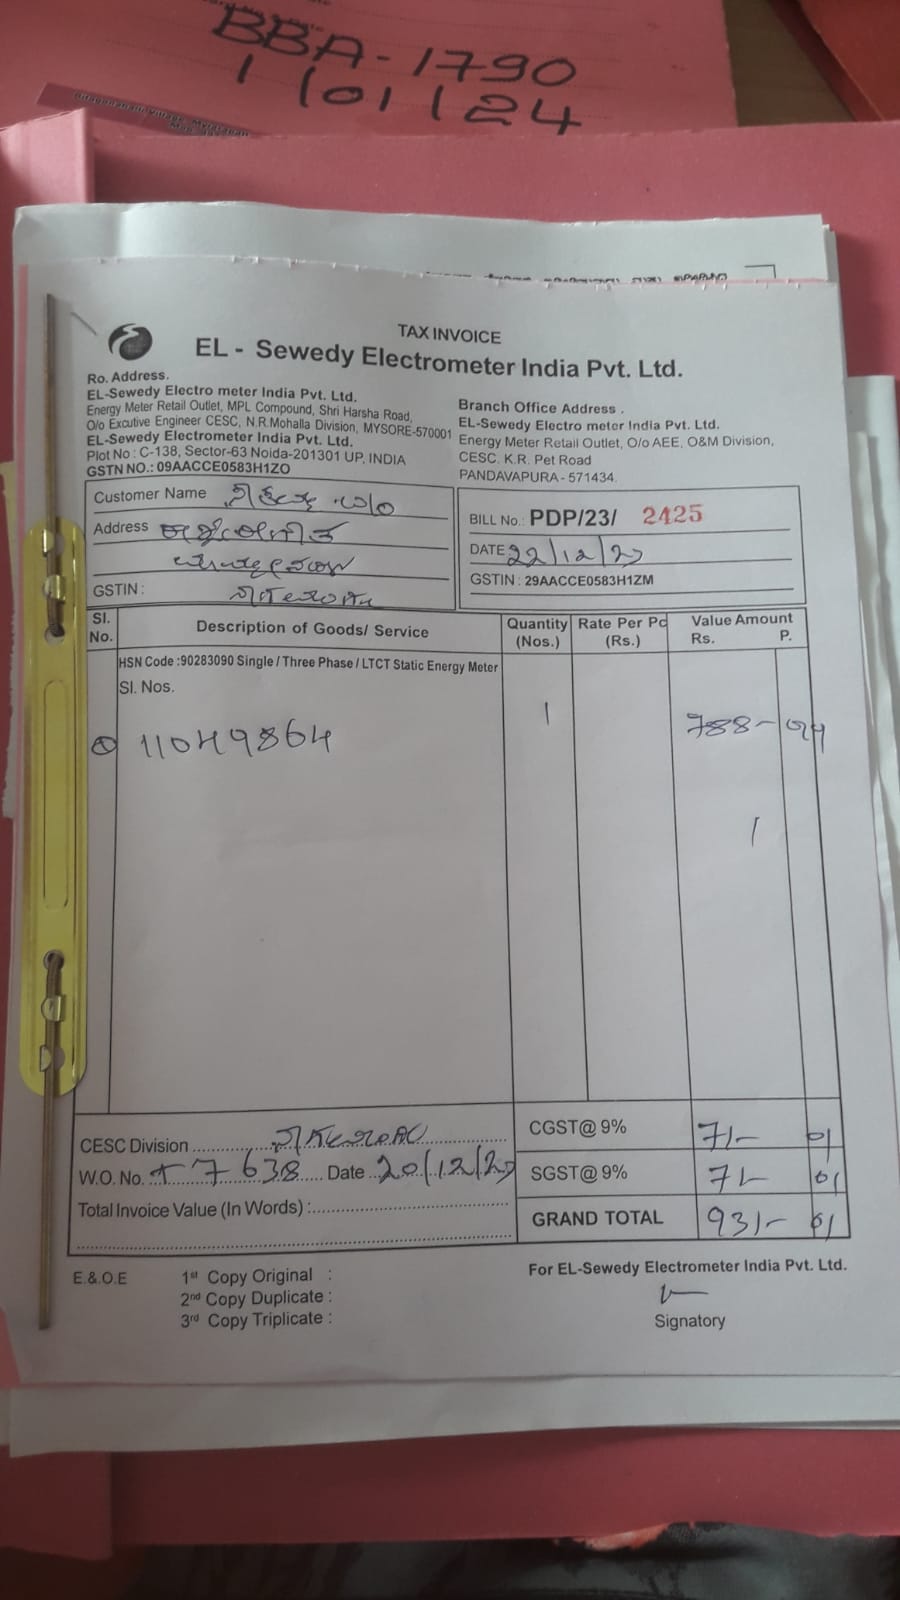 BBA-1790
1/01/24
TAX INVOICE
EL - Sewedy Electrometer India Pvt. Ltd.
Ro. Address.
EL-Sewedy Electro meter India Pvt. Ltd.
Energy Meter Retail Outlet, MPL Compound, Shri Harsha Road,
O/o Excutive Engineer CESC, N.R.Mohalla Division, MYSORE-570001
EL-Sewedy Electrometer India Pvt. Ltd.
Plot No : C-138, Sector-63 Noida-201301 UP, INDIA
GSTN NO.: 09AACCE0583H1ZO
Branch Office Address .
EL-Sewedy Electro meter India Pvt. Ltd.
Energy Meter Retail Outlet, O/o AEE, O&M Division,
CESC. K.R. Pet Road
PANDAVAPURA - 571434.
Customer Name
Address
GSTIN :
BILL No.: PDP/23/ 2425
DATE 22/12/23
GSTIN : 29AACCE0583H1ZM
Sl. No. Description of Goods/ Service Quantity (Nos.) Rate Per Pc (Rs.) Value Amount Rs. P.
HSN Code :90283090 Single / Three Phase / LTCT Static Energy Meter
Sl. Nos.
11049864 1 788-
CESC Division
W.O. No. 7638 Date 20/12/23
Total Invoice Value (In Words) :
CGST@ 9% 71- 01
SGST@ 9% 71- 01
GRAND TOTAL 931- 01
E.&.O.E
1st Copy Original :
2nd Copy Duplicate :
3rd Copy Triplicate :
For EL-Sewedy Electrometer India Pvt. Ltd.
Signatory